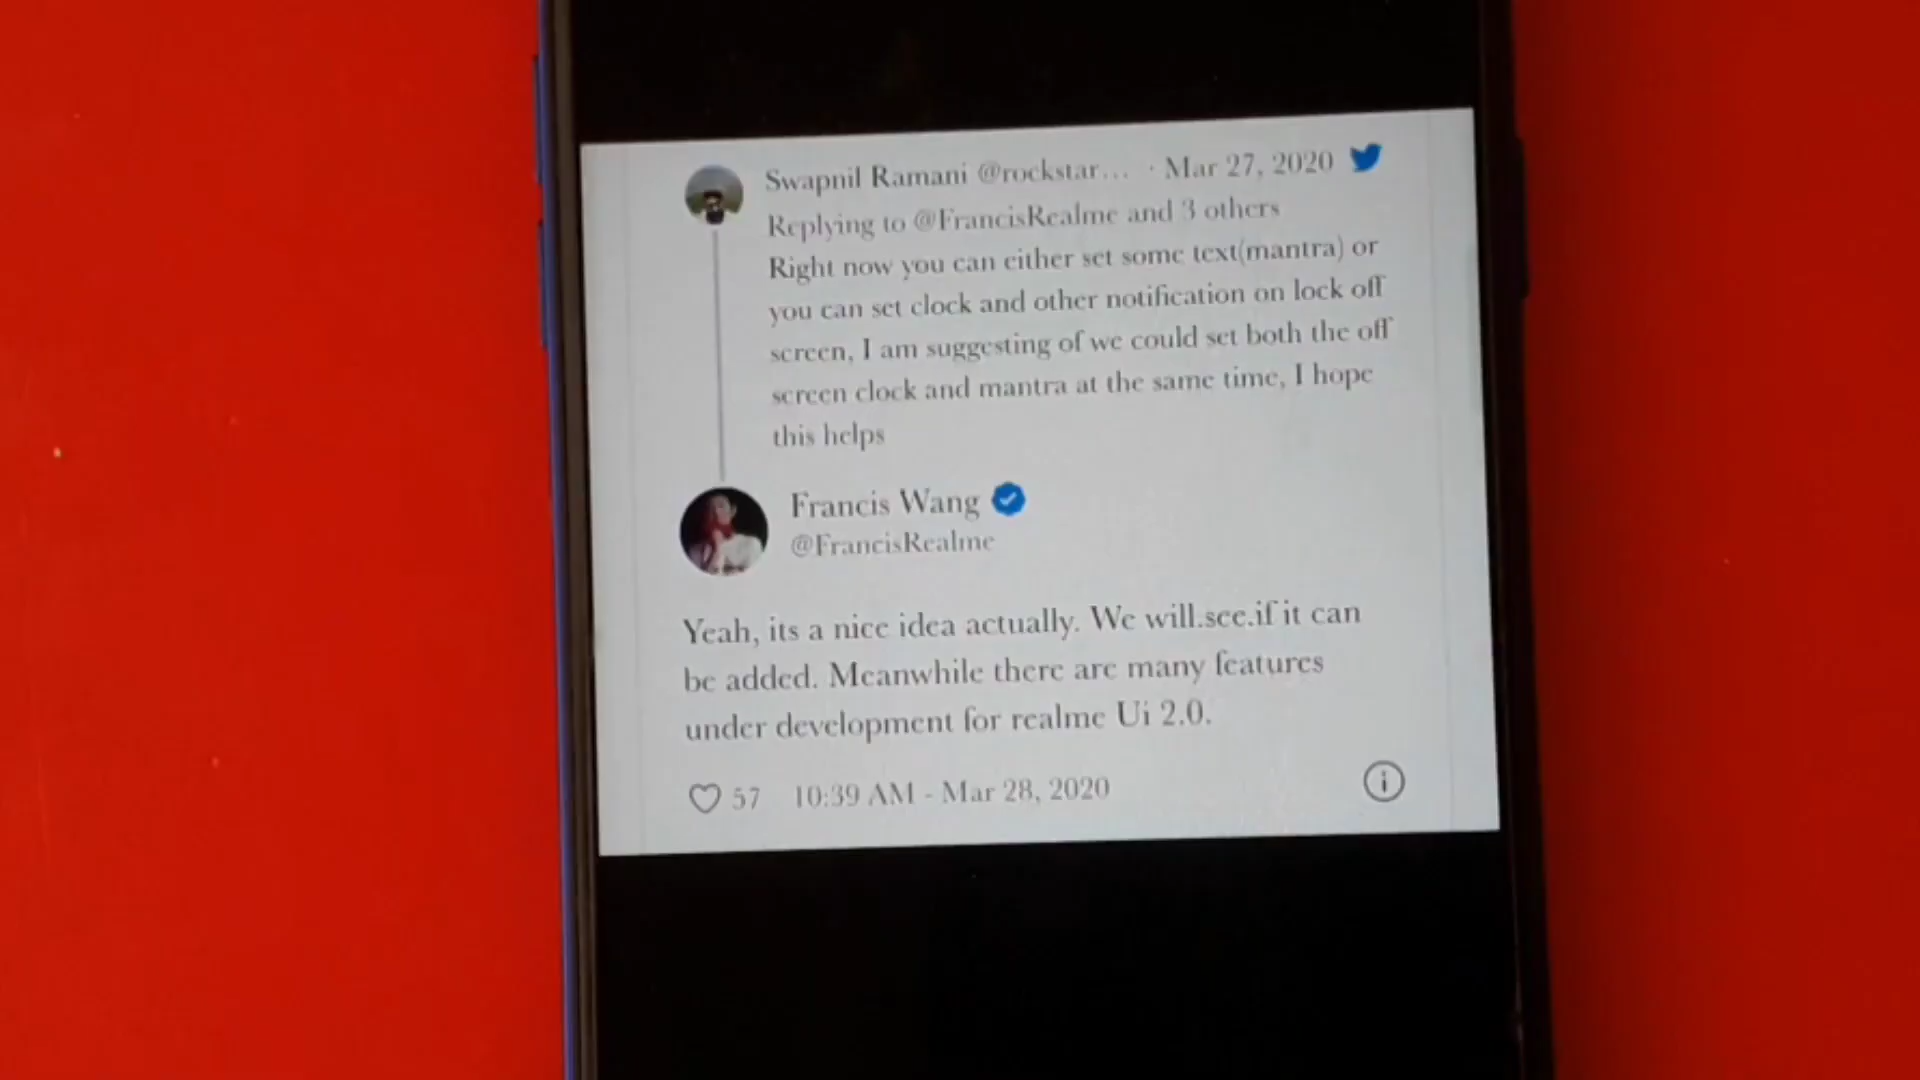 Swapnil Ramani @rockstar... · Mar 27, 2020
Replying to @FrancisRealme and 3 others
Right now you can either set some text(mantra) or
you can set clock and other notification on lock off
screen, I am suggesting of we could set both the off
screen clock and mantra at the same time, I hope
this helps
Francis Wang
@FrancisRealme
Yeah, its a nice idea actually. We will.see.if it can
be added. Meanwhile there are many features
under development for realme Ui 2.0.
57 10:39 AM - Mar 28, 2020